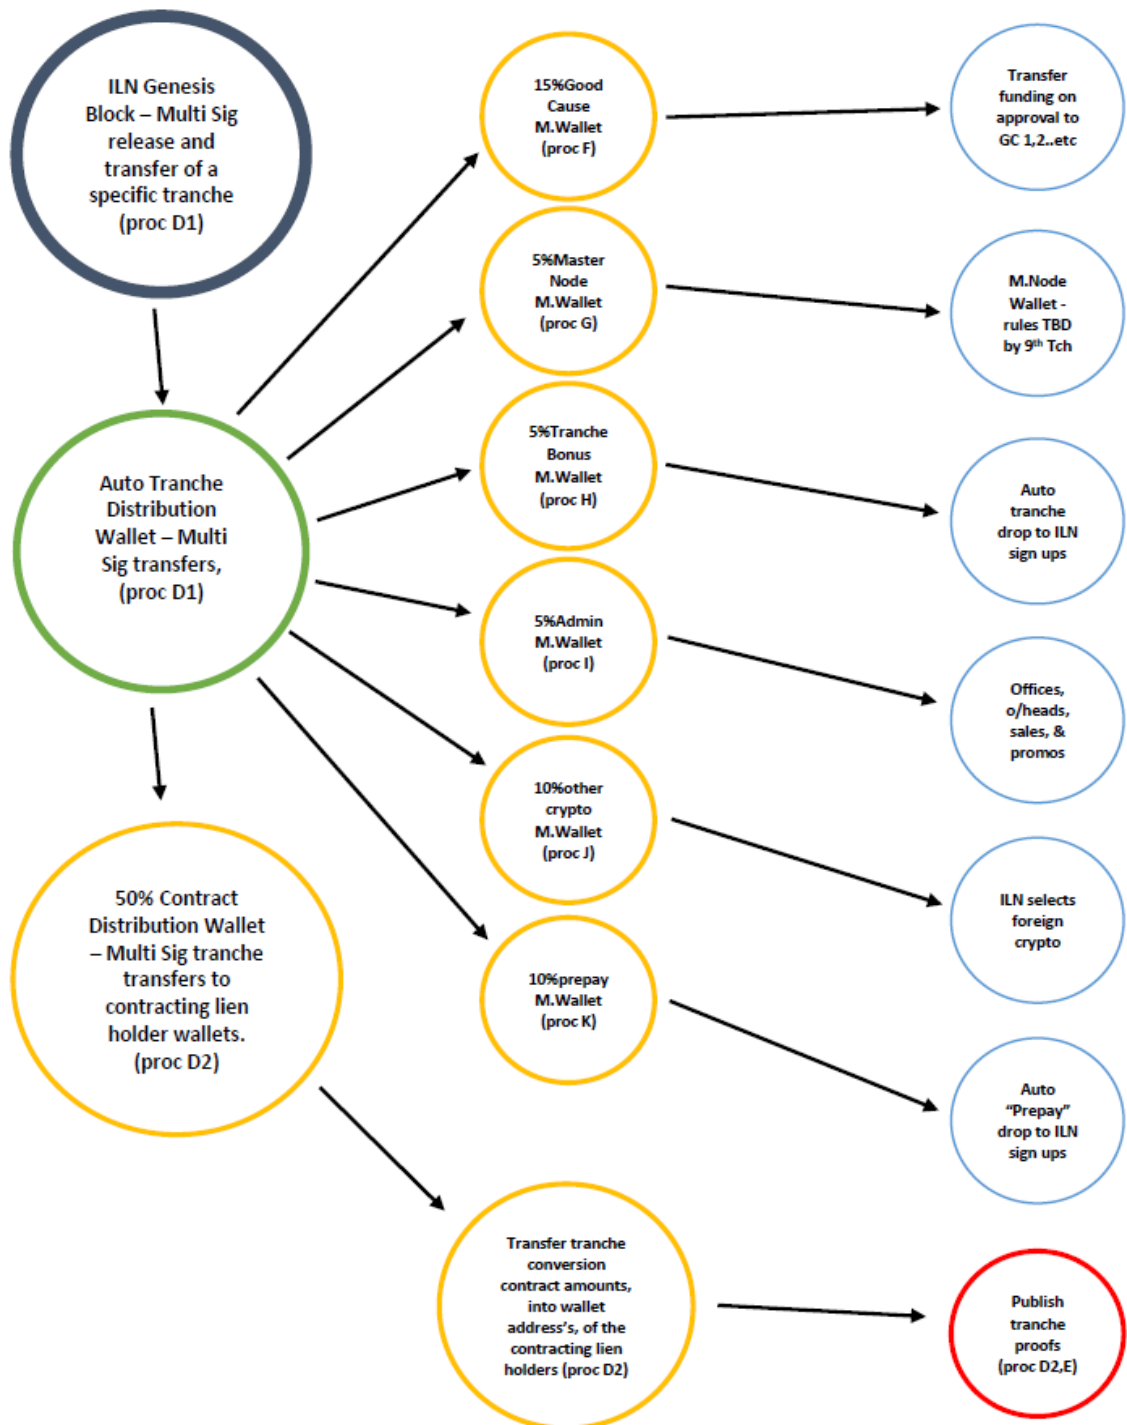 ILN Genesis
Block – Multi Sig
release and
transfer of a
specific tranche
(proc D1)
Auto Tranche
Distribution
Wallet – Multi
Sig transfers,
(proc D1)
50% Contract
Distribution Wallet
– Multi Sig tranche
transfers to
contracting lien
holder wallets.
(proc D2)
15%Good
Cause
M.Wallet
(proc F)
5%Master
Node
M.Wallet
(proc G)
5%Tranche
Bonus
M.Wallet
(proc H)
5%Admin
M.Wallet
(proc I)
10%other
crypto
M.Wallet
(proc J)
10%prepay
M.Wallet
(proc K)
Transfer tranche
conversion
contract amounts,
into wallet
address's, of the
contracting lien
holders (proc D2)
Transfer
funding on
approval to
GC 1,2..etc
M.Node
Wallet -
rules TBD
by 9th Tch
Auto
tranche
drop to ILN
sign ups
Offices,
o/heads,
sales, &
promos
ILN selects
foreign
crypto
Auto
“Prepay”
drop to ILN
sign ups
Publish
tranche
proofs
(proc D2,E)